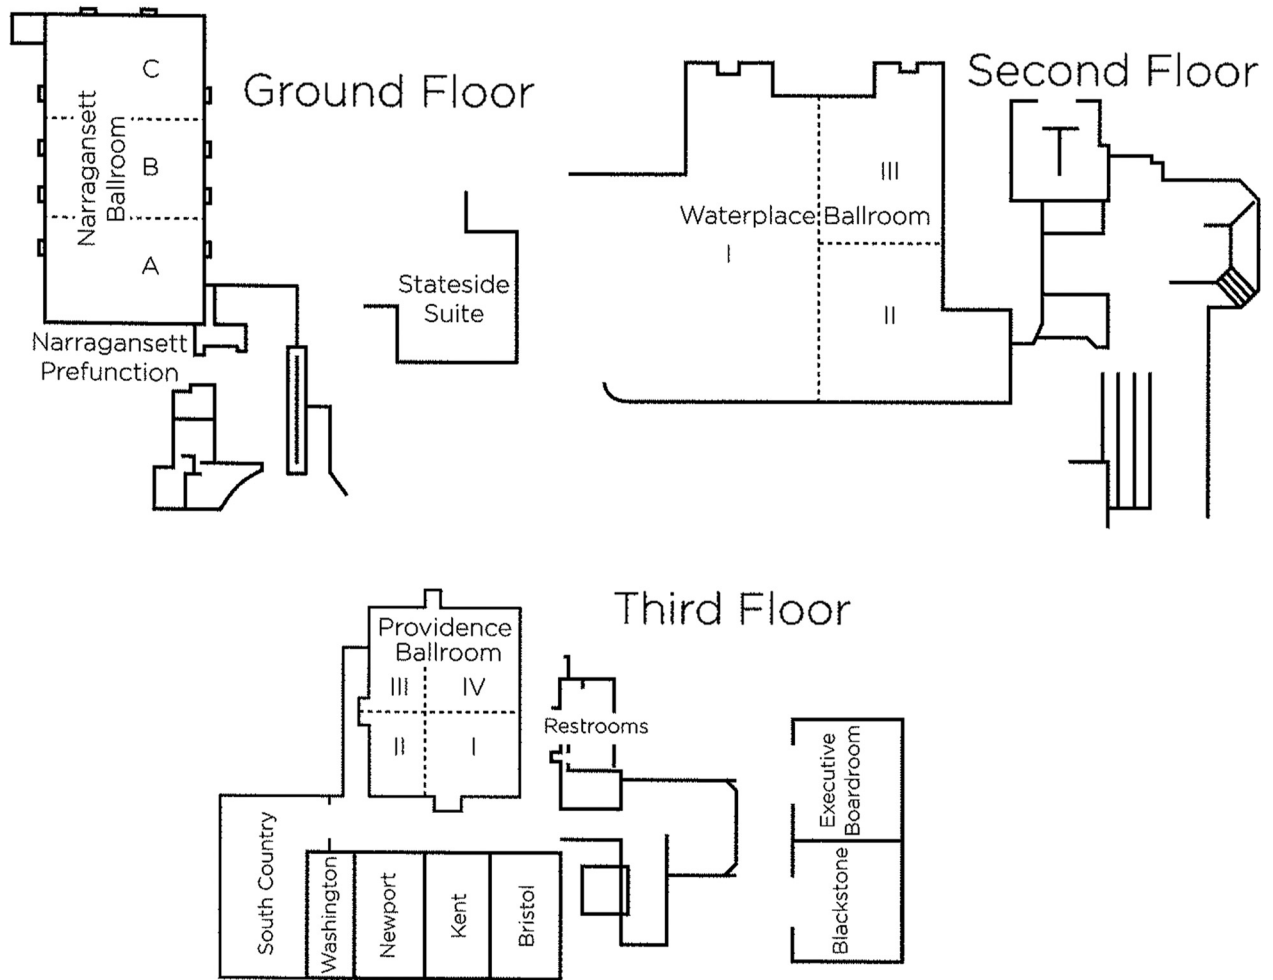 Ground Floor
C
B
A
Narragansett
Ballroom
Narragansett
Prefunction
Stateside
Suite
Second Floor
T
III
Waterplace Ballroom
I
II
Third Floor
Providence
Ballroom
III
IV
II
I
Restrooms
Executive
Boardroom
Blackstone
South Country
Washington
Newport
Kent
Bristol